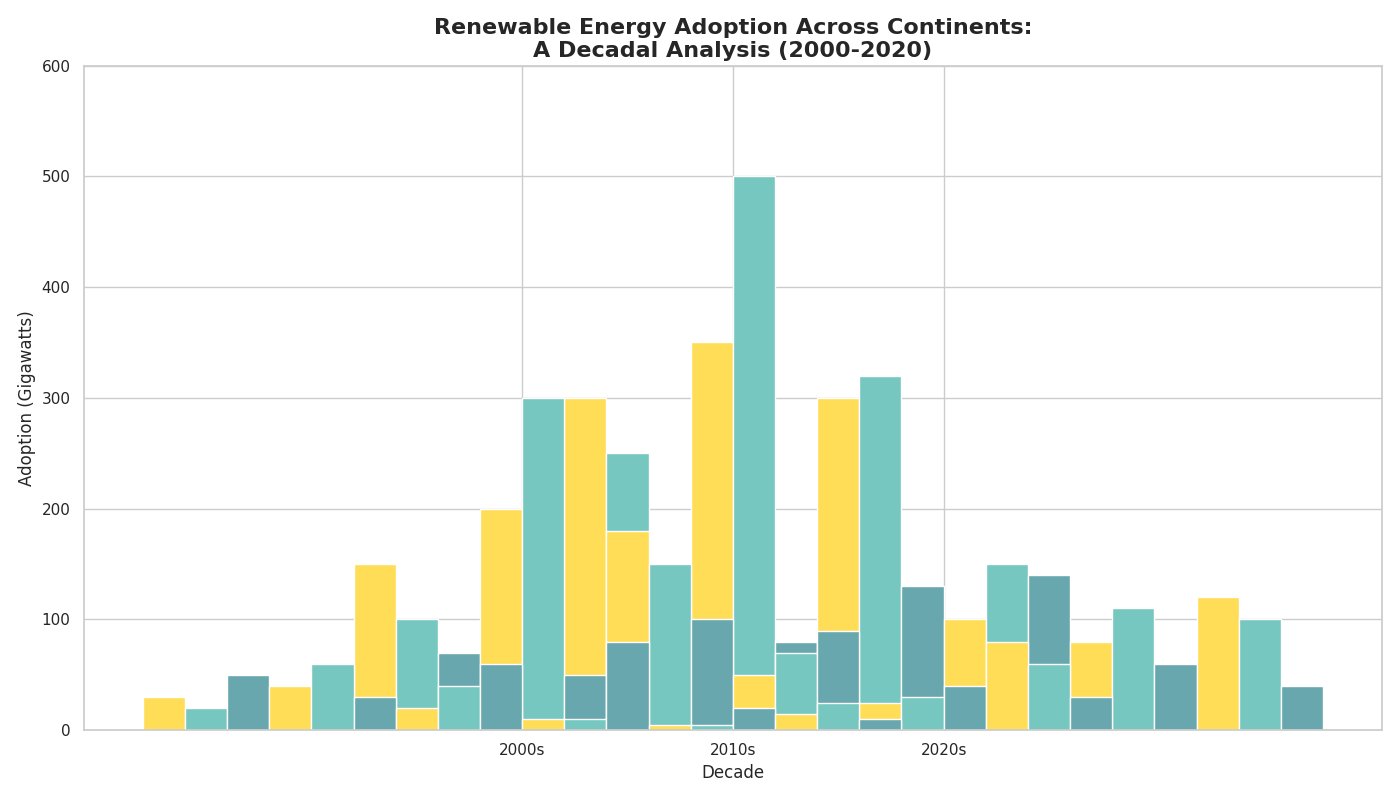 Renewable Energy Adoption Across Continents:
A Decadal Analysis (2000-2020)
Adoption (Gigawatts)
600
500
400
300
200
100
0
2000s
2010s
2020s
Decade